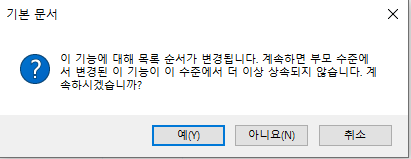 기본 문서
이 기능에 대해 목록 순서가 변경됩니다. 계속하면 부모 수준에
서 변경된 이 기능이 이 수준에서 더 이상 상속되지 않습니다. 계
속하시겠습니까?
예(Y) 아니요(N) 취소